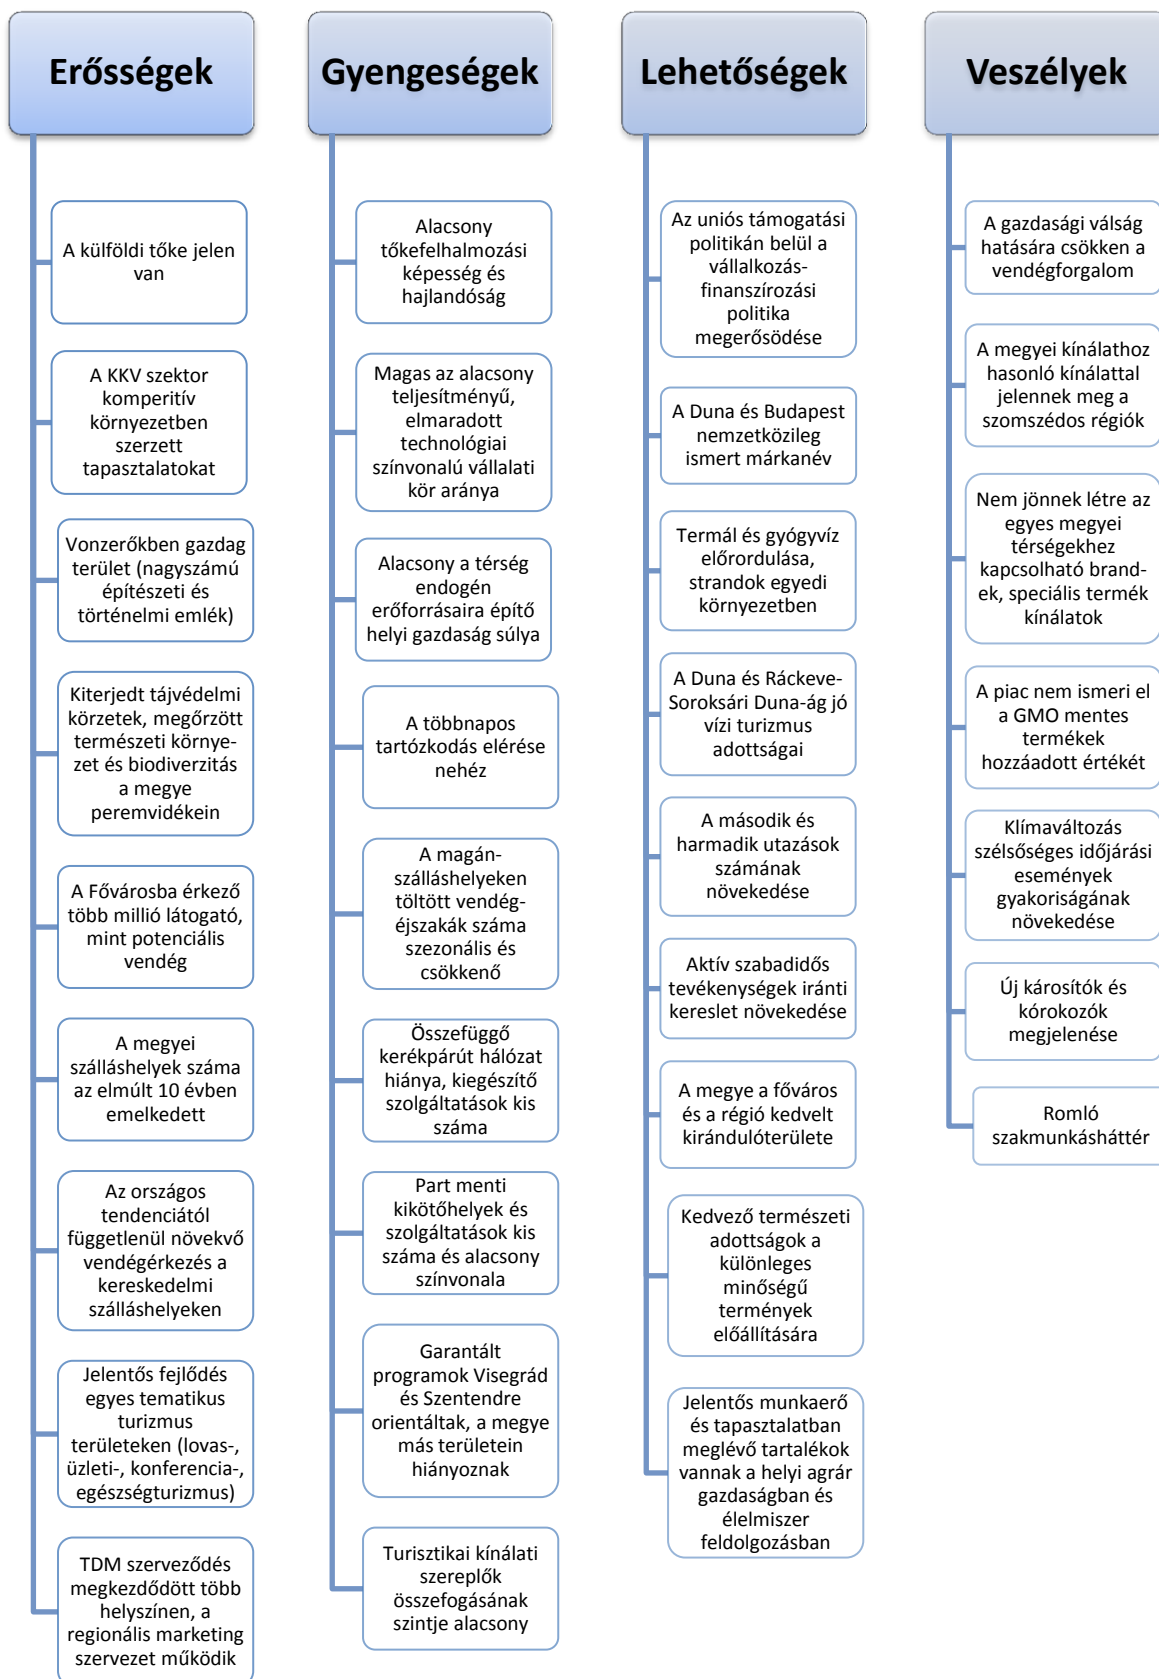 Erősségek
A külföldi tőke jelen
van
A KKV szektor
komperitív
környezetben
szerzett
tapasztalatokat
Vonzerőkben gazdag
terület (nagyszámú
építészeti és
történelmi emlék)
Kiterjedt tájvédelmi
körzetek, megőrzött
természeti környe-
zet és biodiverzitás
a megye
peremvidékein
A Fővárosba érkező
több millió látogató,
mint potenciális
vendég
A megyei
szálláshelyek száma
az elmúlt 10 évben
emelkedett
Az országos
tendenciától
függetlenül növekvő
vendégérkezés a
kereskedelmi
szálláshelyeken
Jelentős fejlődés
egyes tematikus
turizmus
területeken (lovas-,
üzleti-, konferencia-,
egészségturizmus)
TDM szerveződés
megkezdődött több
helyszínen, a
regionális marketing
szervezet működik
Gyengeségek
Alacsony
tőkefelhalmozási
képesség és
hajlandóság
Magas az alacsony
teljesítményű,
elmaradott
technológiai
színvonalú vállalati
kör aránya
Alacsony a térség
endogén
erőforrásaira építő
helyi gazdaság súlya
A többnapos
tartózkodás elérése
nehéz
A magán-
szálláshelyeken
töltött vendég-
éjszakák száma
szezonális és
csökkenő
Összefüggő
kerékpárút hálózat
hiánya, kiegészítő
szolgáltatások kis
száma
Part menti
kikötőhelyek és
szolgáltatások kis
száma és alacsony
színvonala
Garantált
programok Visegrád
és Szentendre
orientáltak, a megye
más területein
hiányoznak
Turisztikai kínálati
szereplők
összefogásának
szintje alacsony
Lehetőségek
Az uniós támogatási
politikán belül a
vállalkozás-
finanszírozási
politika
megerősödése
A Duna és Budapest
nemzetközileg
ismert márkanév
Termál és gyógyvíz
előrordulása,
strandok egyedi
környezetben
A Duna és Ráckeve-
Soroksári Duna-ág jó
vízi turizmus
adottságai
A második és
harmadik utazások
számának
növekedése
Aktív szabadidős
tevékenységek iránti
kereslet növekedése
A megye a főváros
és a régió kedvelt
kirándulóterülete
Kedvező természeti
adottságok a
különleges
minőségű
termények
előállítására
Jelentős munkaerő
és tapasztalatban
meglévő tartalékok
vannak a helyi agrár
gazdaságban és
élelmiszer
feldolgozásban
Veszélyek
A gazdasági válság
hatására csökken a
vendégforgalom
A megyei kínálathoz
hasonló kínálattal
jelennek meg a
szomszédos régiók
Nem jönnek létre az
egyes megyei
térségekhez
kapcsolható brand-
ek, speciális termék
kínálatok
A piac nem ismeri el
a GMO mentes
termékek
hozzáadott értékét
Klímaváltozás
szélsőséges időjárási
események
gyakoriságának
növekedése
Új károsítók és
kórokozók
megjelenése
Romló
szakmunkásháttér